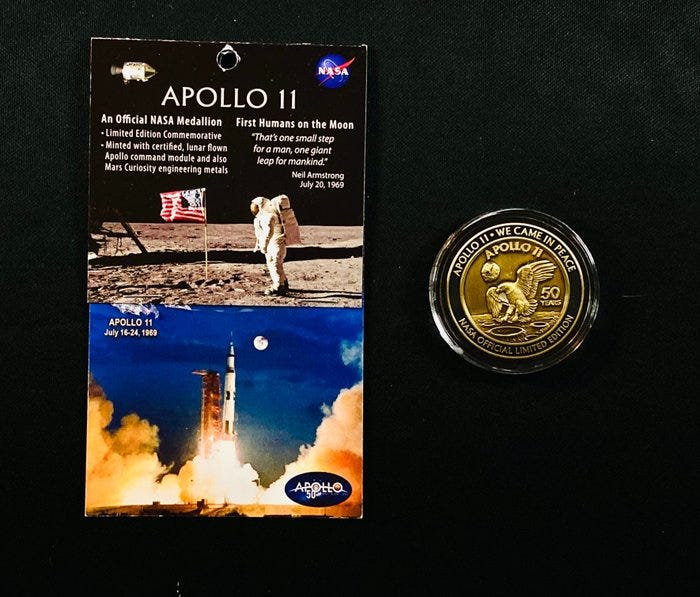 NASA
APOLLO 11
An Official NASA Medallion
• Limited Edition Commemorative
• Minted with certified, lunar flown
Apollo command module and also
Mars Curiosity engineering metals
First Humans on the Moon
"That's one small step
for a man, one giant
leap for mankind."
Neil Armstrong
July 20, 1969
APOLLO 11
July 16-24, 1969
APOLLO
50
APOLLO 11 • WE CAME IN PEACE
APOLLO 11
50
YEARS
NASA OFFICIAL LIMITED EDITION